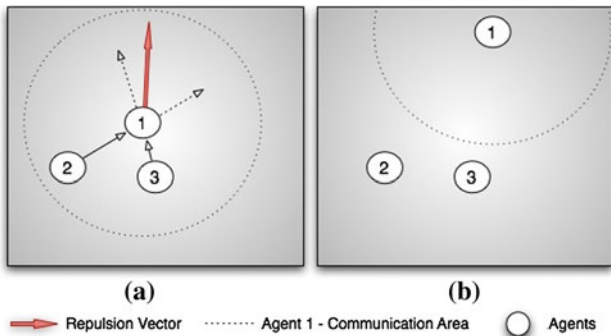 1
2
3
1
2
3
(a)
(b)
Repulsion Vector
Agent 1 - Communication Area
Agents